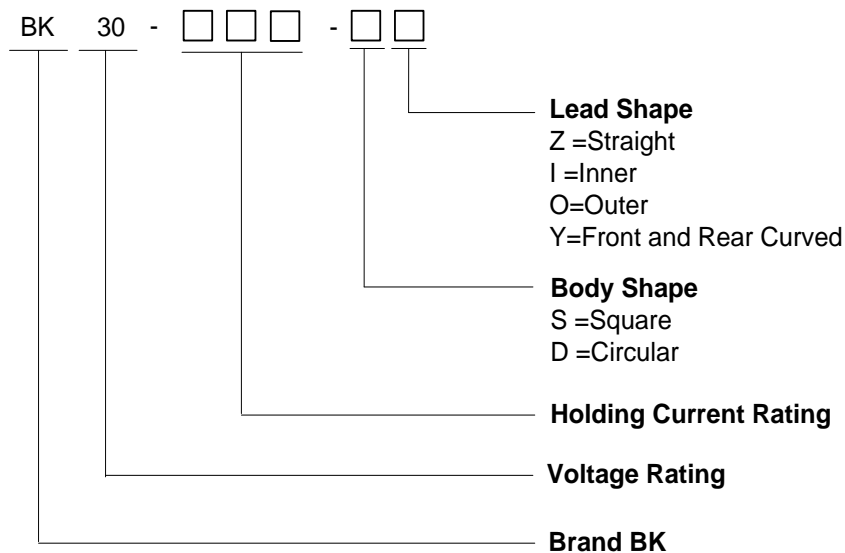 BK 30 - □□□ - □□
Lead Shape
Z =Straight
I =Inner
O=Outer
Y=Front and Rear Curved
Body Shape
S =Square
D =Circular
Holding Current Rating
Voltage Rating
Brand BK